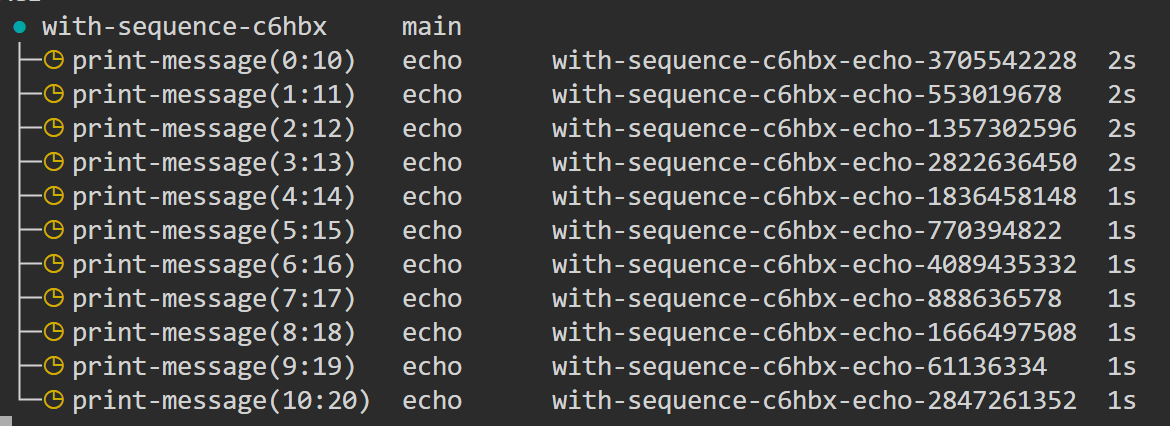 with-sequence-c6hbx main
print-message(0:10) echo with-sequence-c6hbx-echo-3705542228 2s
print-message(1:11) echo with-sequence-c6hbx-echo-553019678 2s
print-message(2:12) echo with-sequence-c6hbx-echo-1357302596 2s
print-message(3:13) echo with-sequence-c6hbx-echo-2822636450 2s
print-message(4:14) echo with-sequence-c6hbx-echo-1836458148 1s
print-message(5:15) echo with-sequence-c6hbx-echo-770394822 1s
print-message(6:16) echo with-sequence-c6hbx-echo-4089435332 1s
print-message(7:17) echo with-sequence-c6hbx-echo-888636578 1s
print-message(8:18) echo with-sequence-c6hbx-echo-1666497508 1s
print-message(9:19) echo with-sequence-c6hbx-echo-61136334 1s
print-message(10:20) echo with-sequence-c6hbx-echo-2847261352 1s